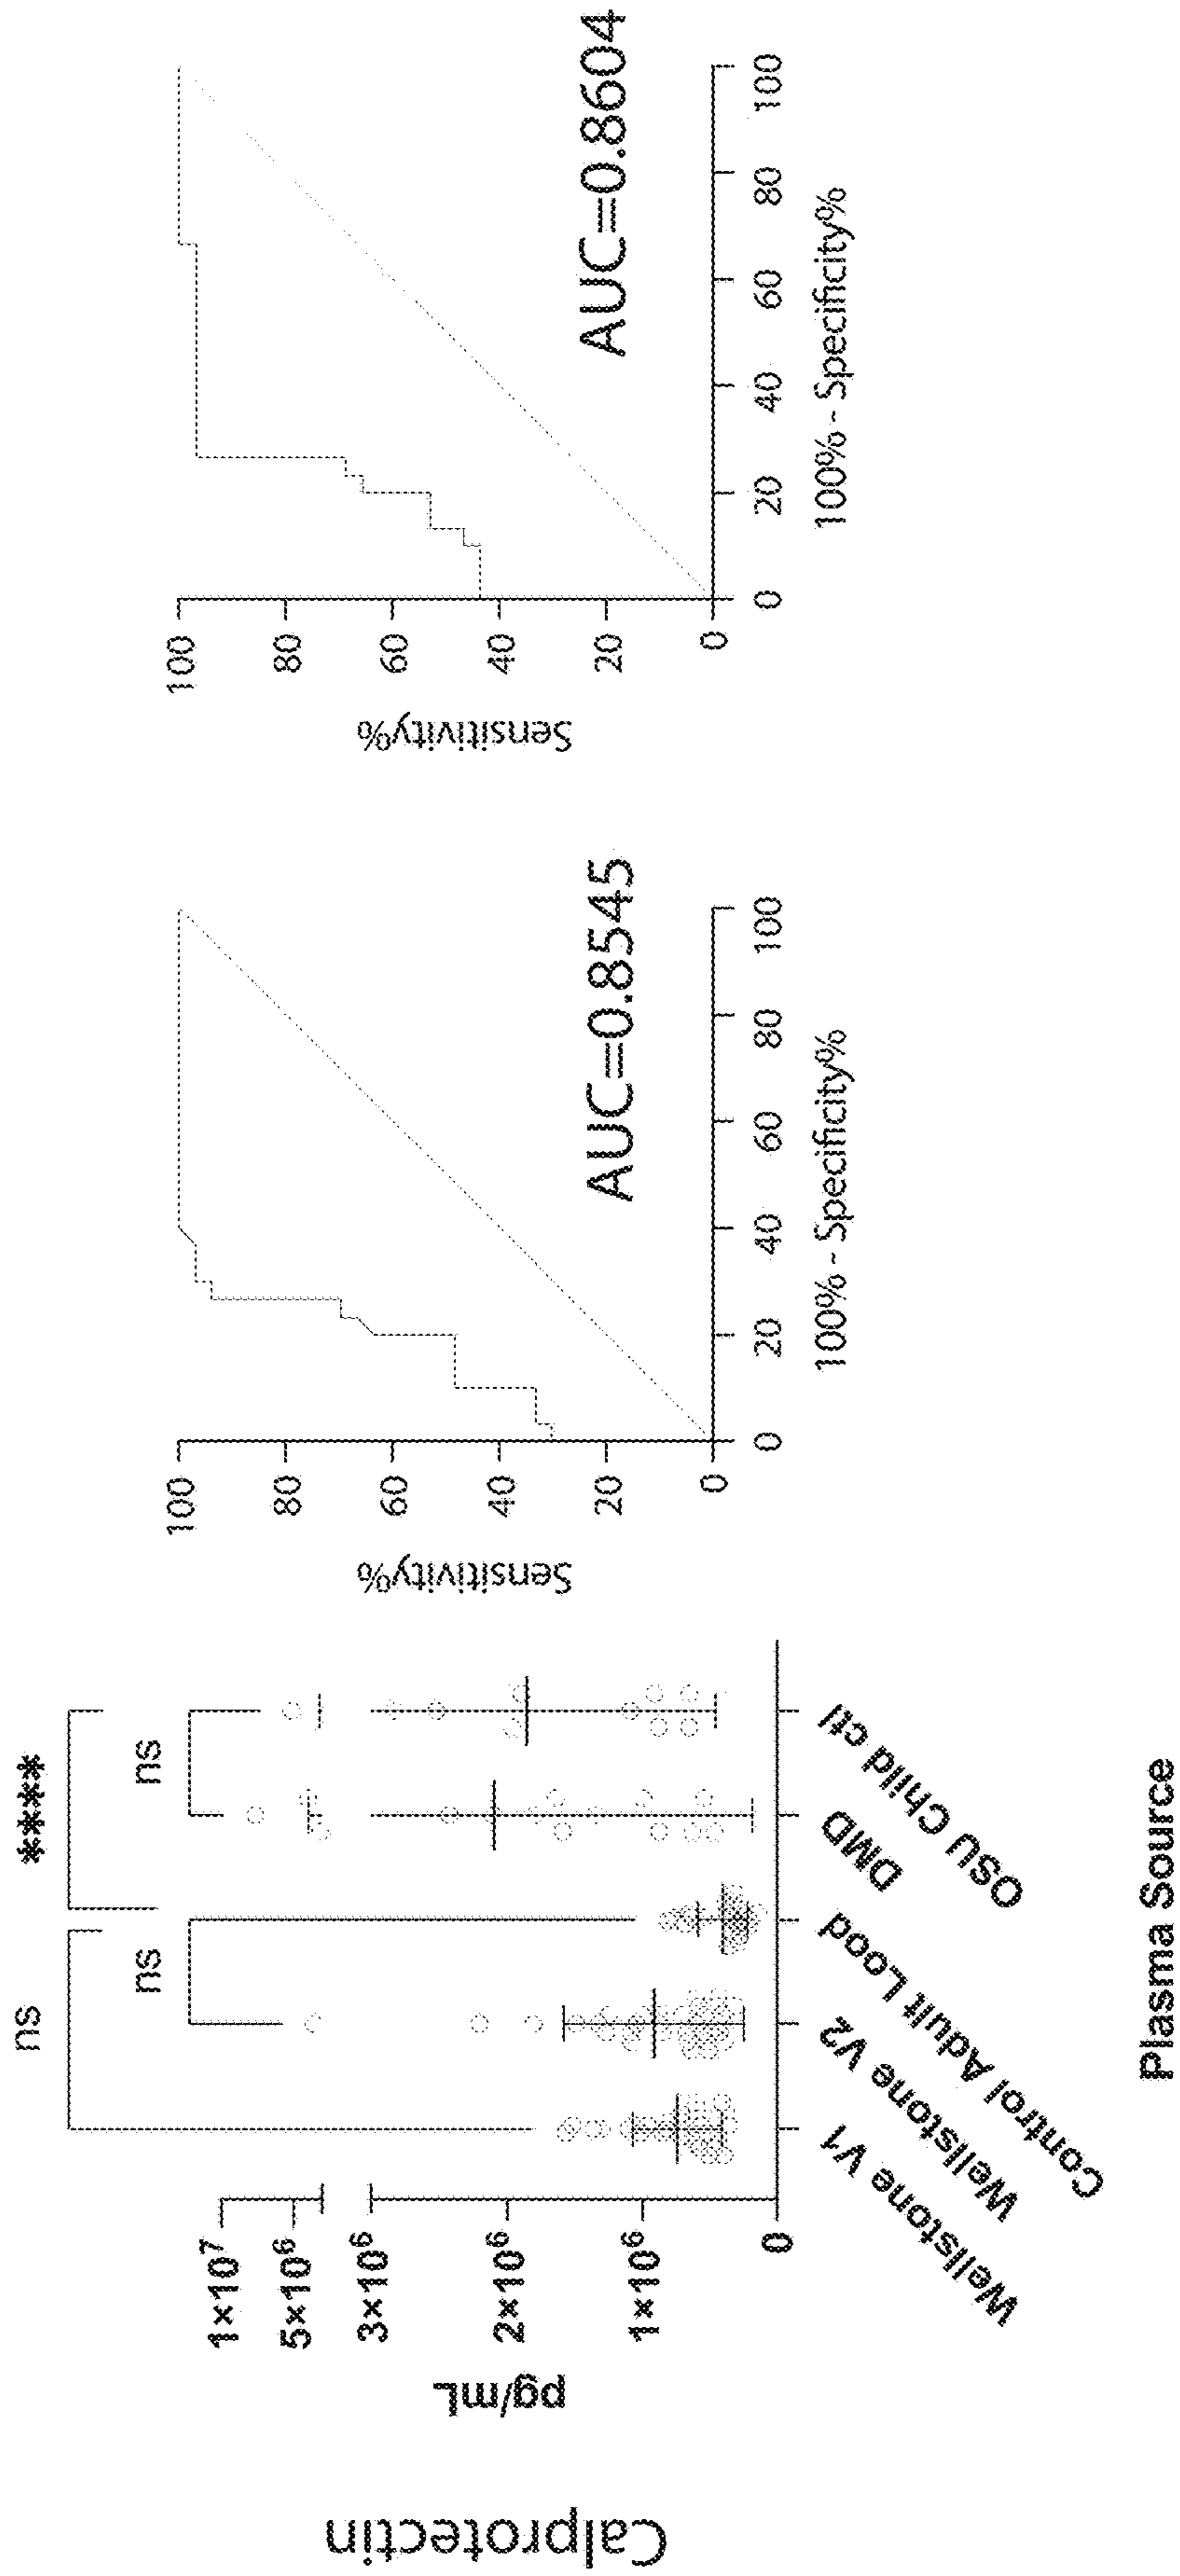 Calprotectin
pg/mL
1×10⁷
5×10⁶
3×10⁶
2×10⁶
1×10⁶
0
ns
****
ns
ns
Wellstone V1
Wellstone V2
Control Adult Lood
DMD
OSU Child ctl
Plasma Source
Sensitivity%
100
80
60
40
20
0
0
20
40
60
80
100
100% - Specificity%
AUC=0.8545
Sensitivity%
100
80
60
40
20
0
0
20
40
60
80
100
100% - Specificity%
AUC=0.8604